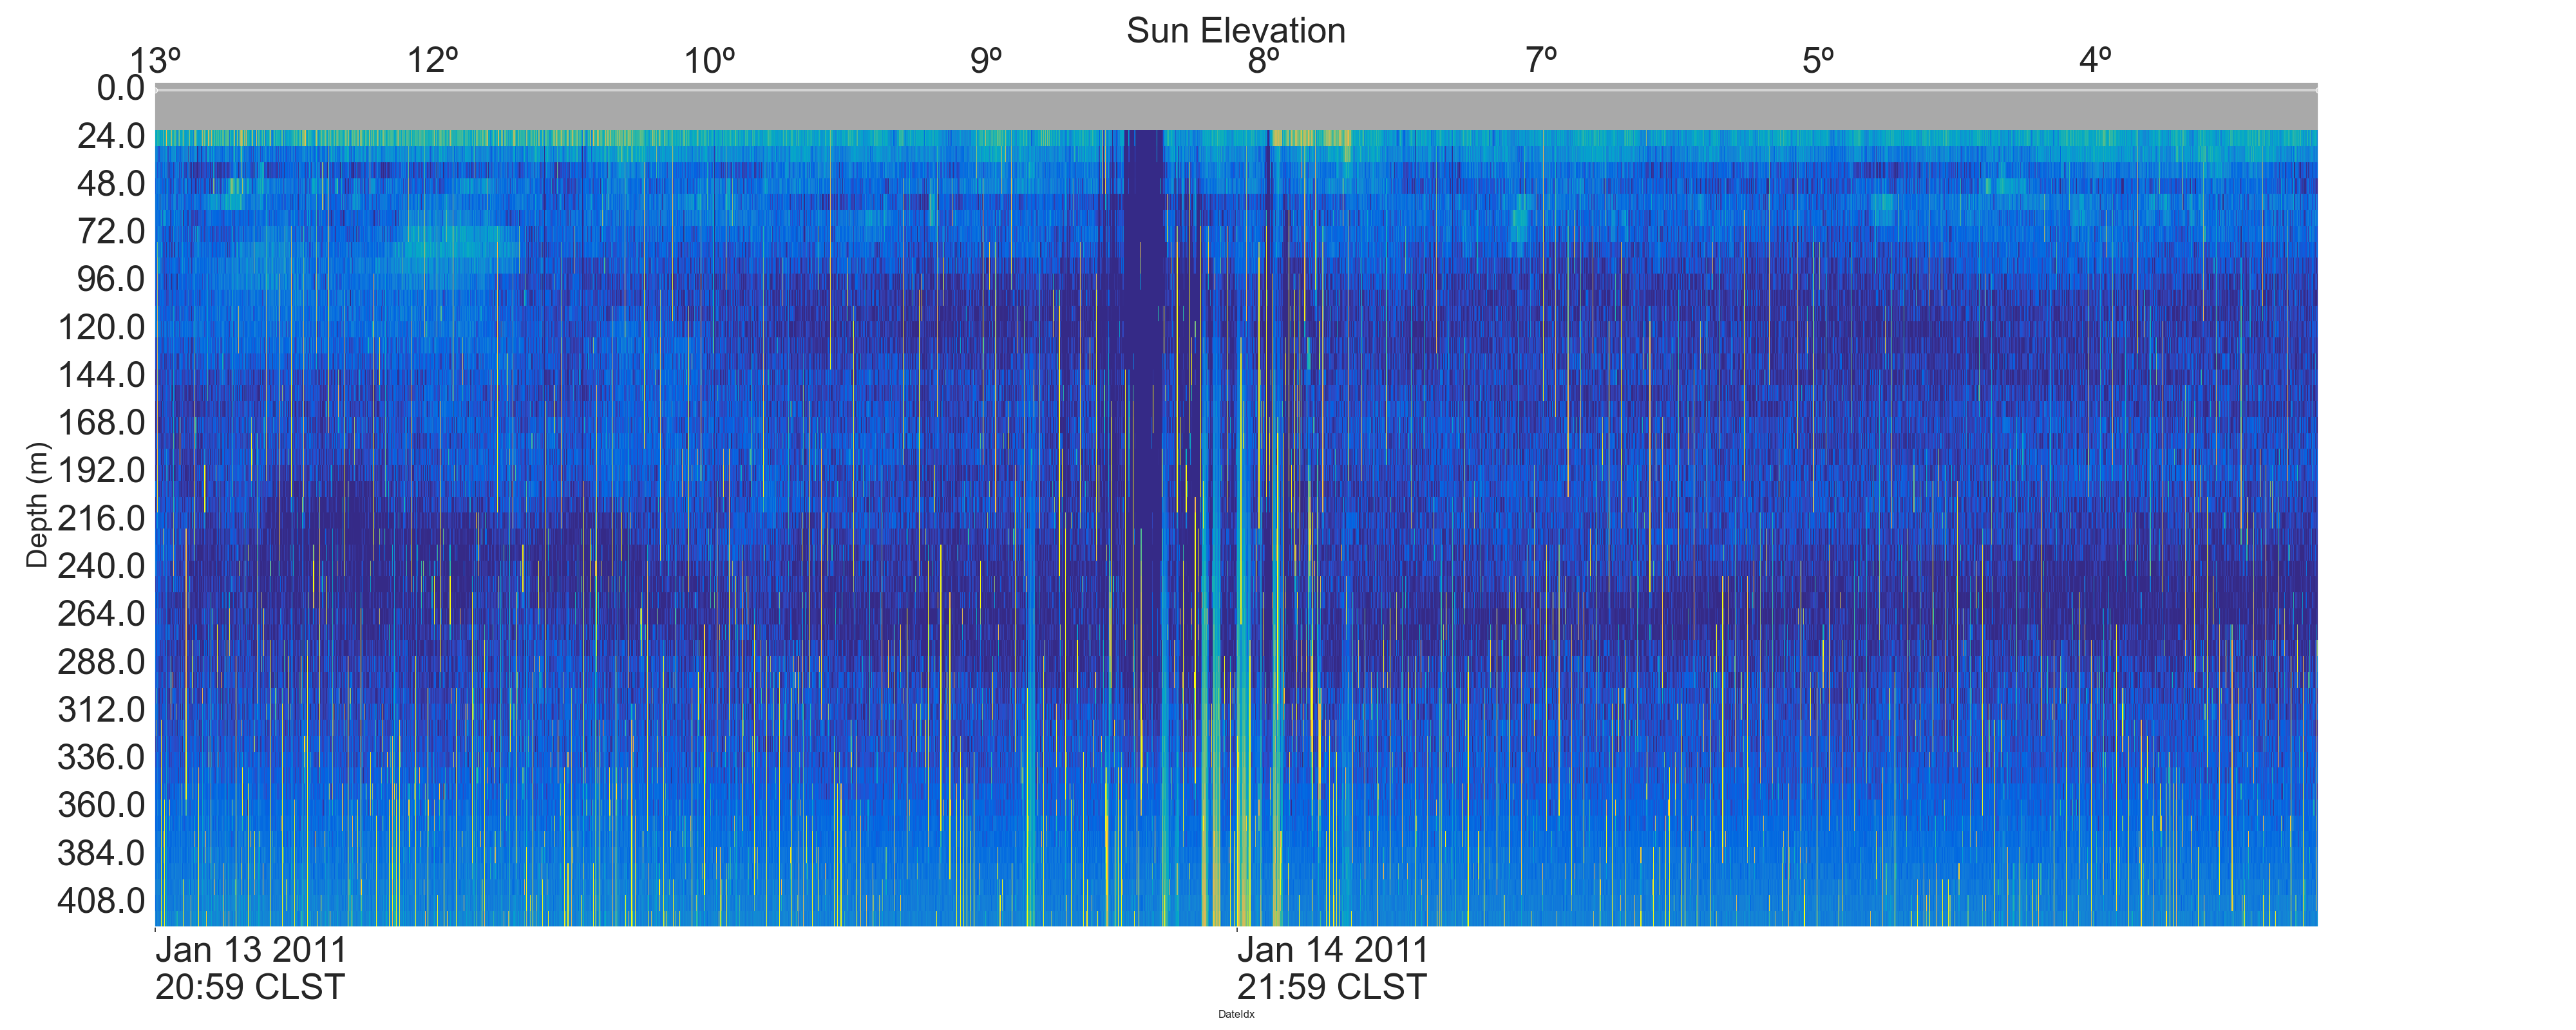 Sun Elevation
13º 12º 10º 9º 8º 7º 5º 4º
0.0
24.0
48.0
72.0
96.0
120.0
144.0
168.0
192.0
216.0
240.0
264.0
288.0
312.0
336.0
360.0
384.0
408.0
Depth (m)
Jan 13 2011
20:59 CLST
Jan 14 2011
21:59 CLST
DateIdx